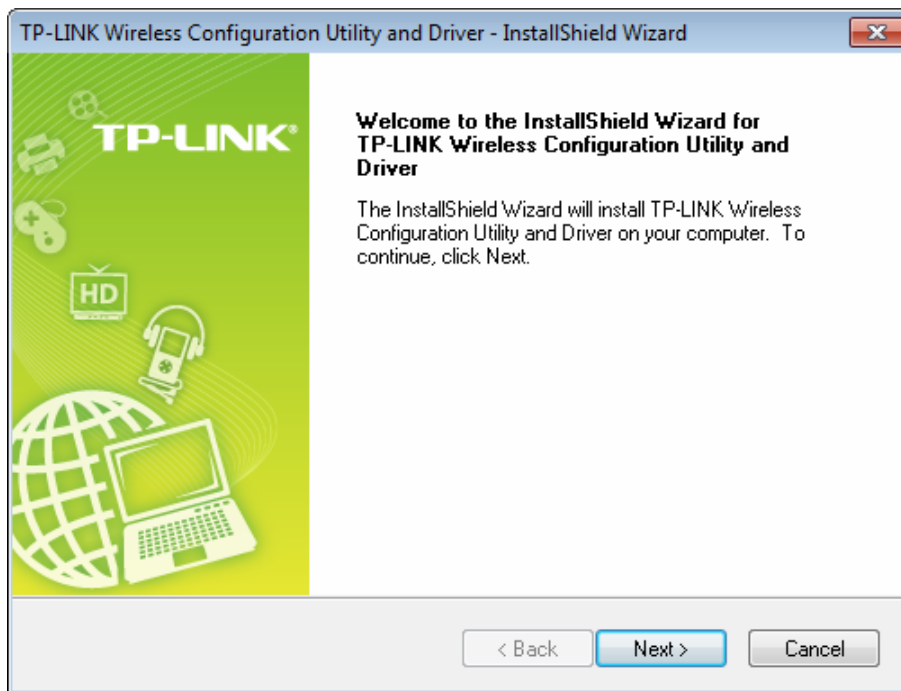 TP-LINK Wireless Configuration Utility and Driver - InstallShield Wizard
TP-LINK®
HD
Welcome to the InstallShield Wizard for
TP-LINK Wireless Configuration Utility and
Driver
The InstallShield Wizard will install TP-LINK Wireless
Configuration Utility and Driver on your computer.  To
continue, click Next.
< Back
Next >
Cancel